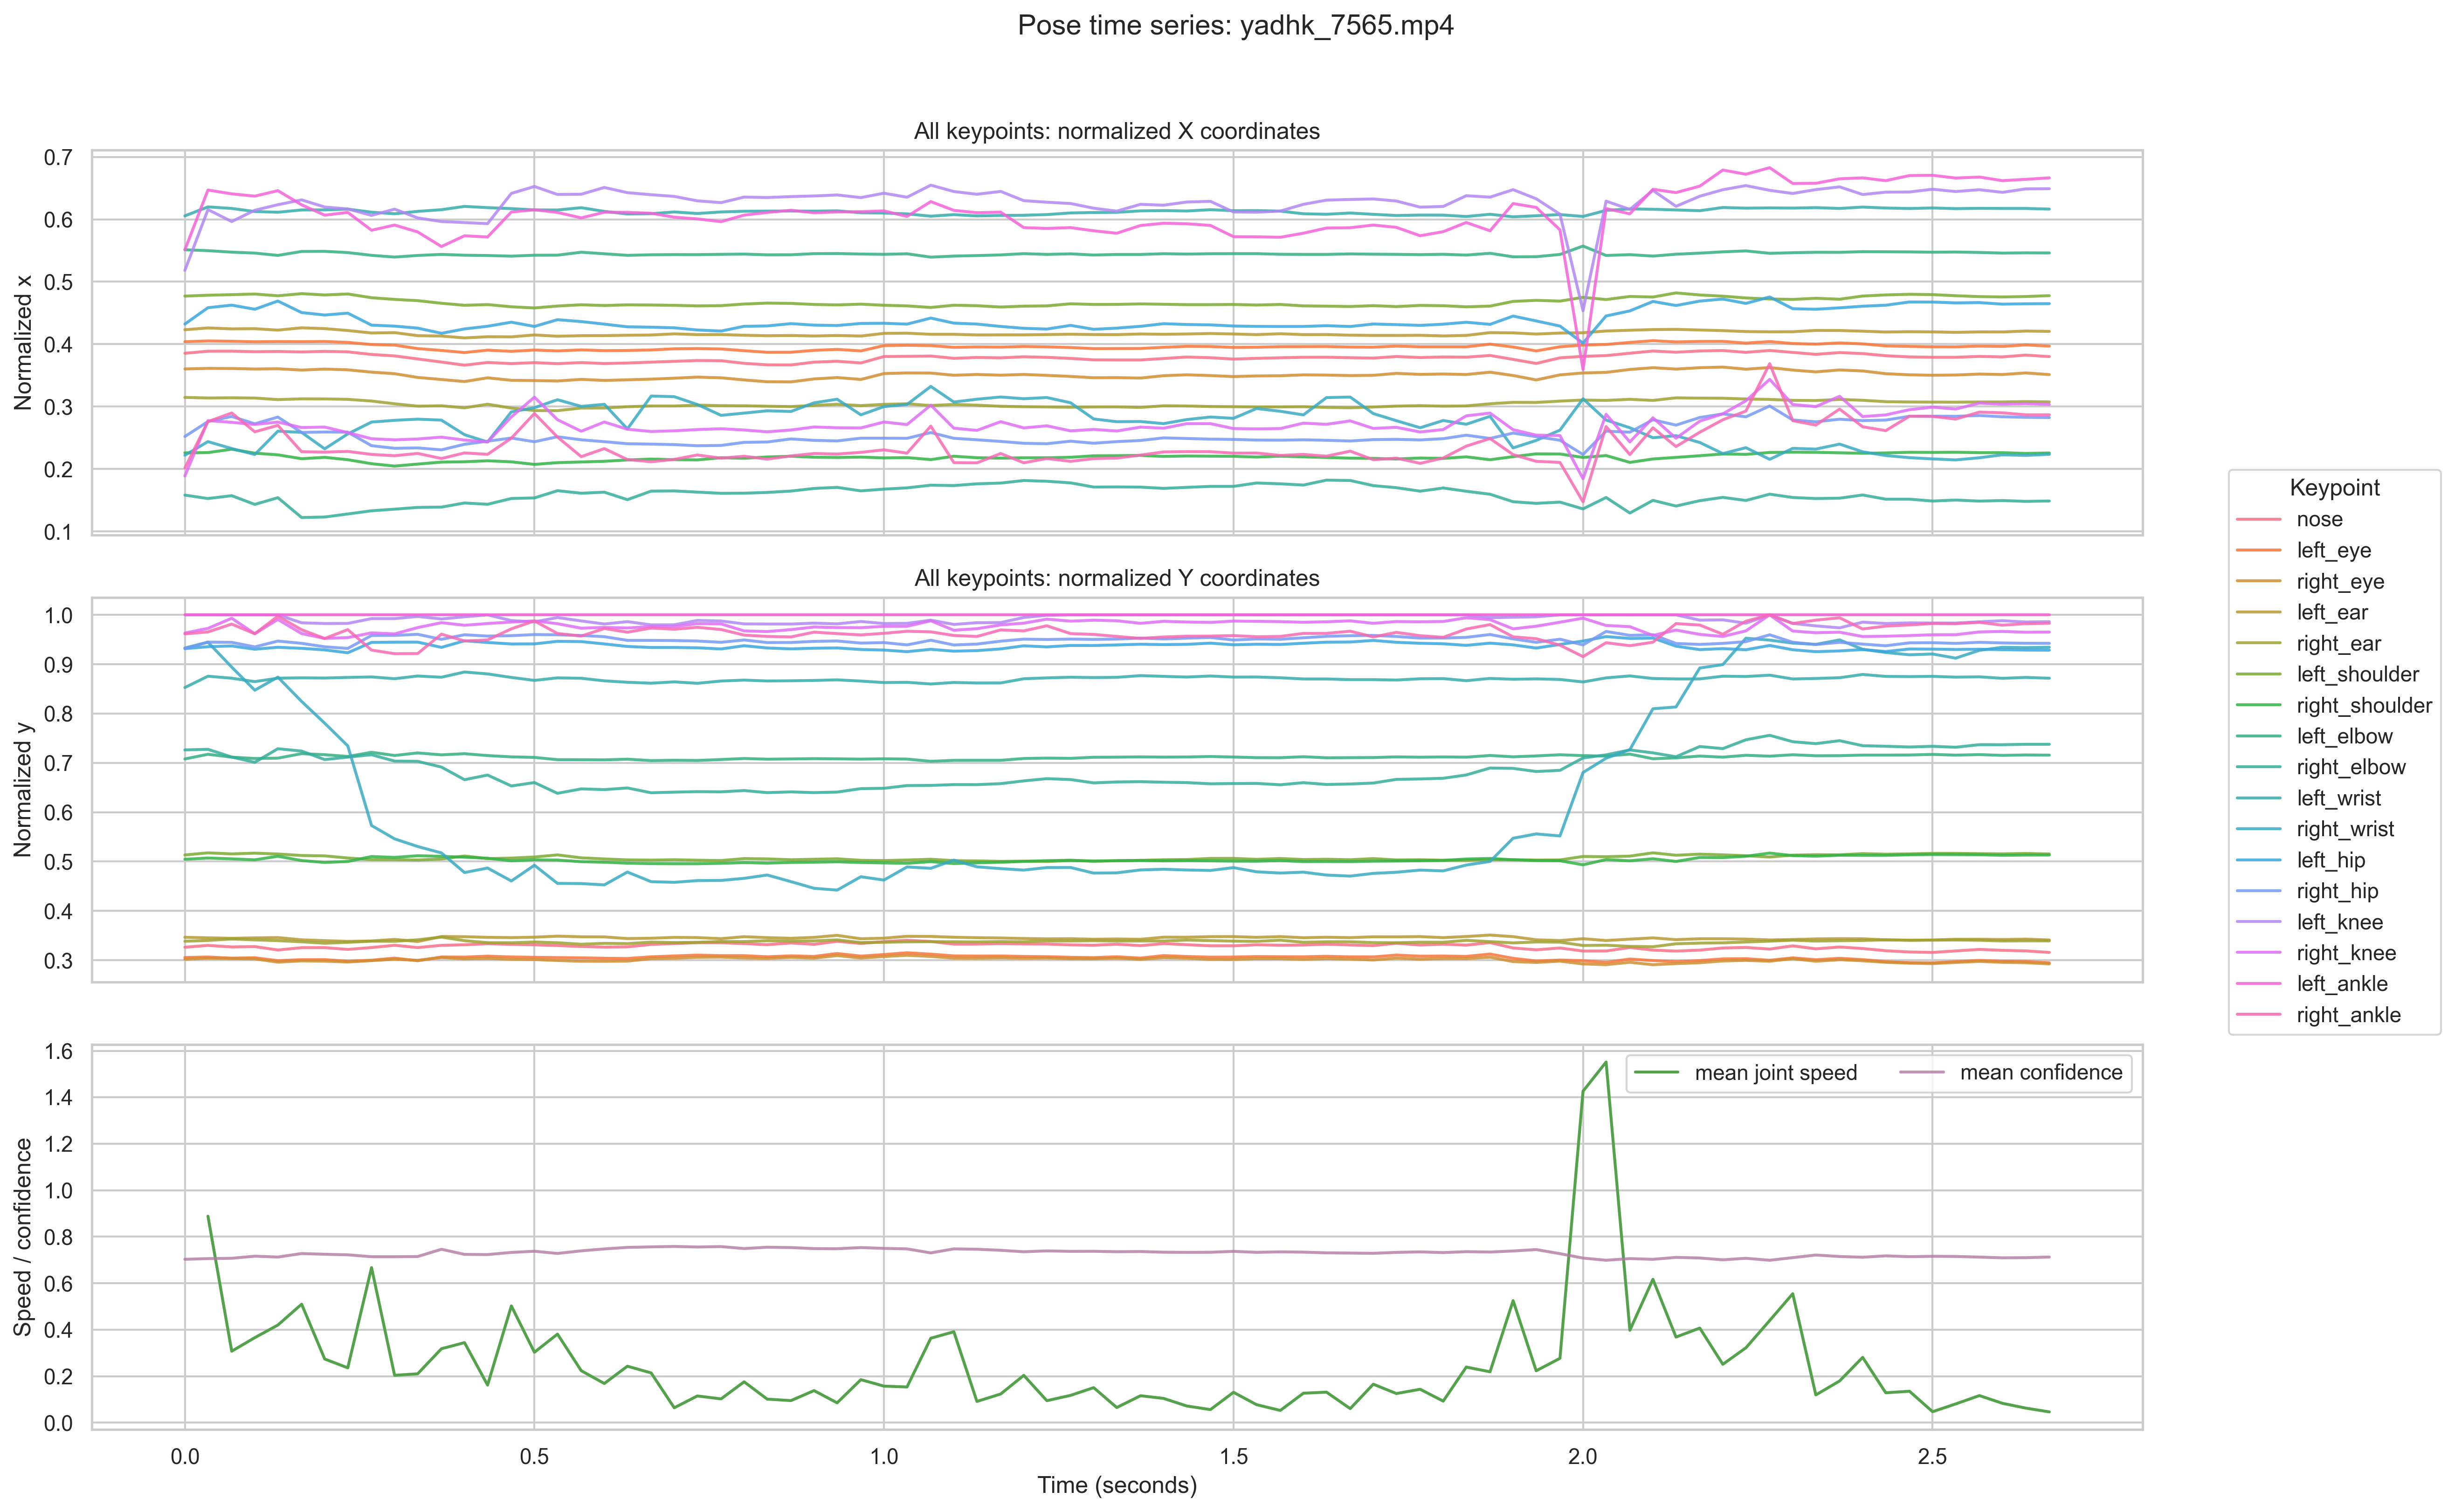 Pose time series: yadhk_7565.mp4
All keypoints: normalized X coordinates
0.7
0.6
0.5
0.4
0.3
0.2
0.1
Normalized x
All keypoints: normalized Y coordinates
1.0
0.9
0.8
0.7
0.6
0.5
0.4
0.3
Normalized y
Keypoint
nose
left_eye
right_eye
left_ear
right_ear
left_shoulder
right_shoulder
left_elbow
right_elbow
left_wrist
right_wrist
left_hip
right_hip
left_knee
right_knee
left_ankle
right_ankle
1.6
1.4
1.2
1.0
0.8
0.6
0.4
0.2
0.0
Speed / confidence
mean joint speed mean confidence
0.0 0.5 1.0 1.5 2.0 2.5
Time (seconds)